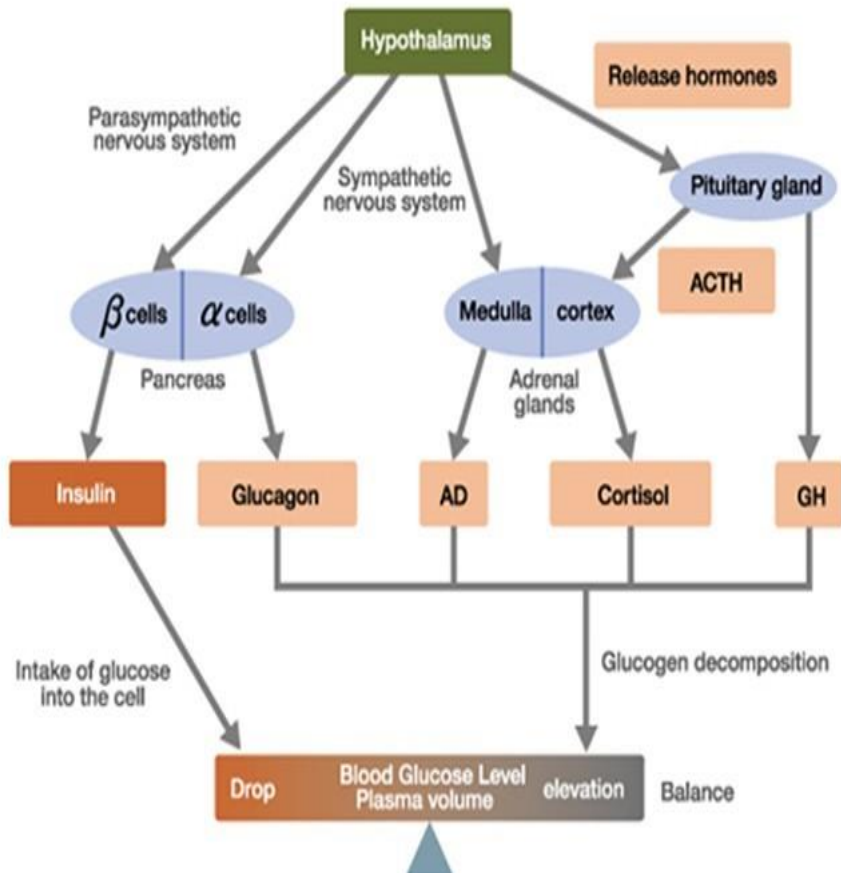 Hypothalamus
Release hormones
Parasympathetic
nervous system
Sympathetic
nervous system
Pituitary gland
ACTH
β cells
α cells
Medulla
cortex
Pancreas
Adrenal
glands
Insulin
Glucagon
AD
Cortisol
GH
Intake of glucose
into the cell
Glucogen decomposition
Drop
Blood Glucose Level
Plasma volume
elevation
Balance